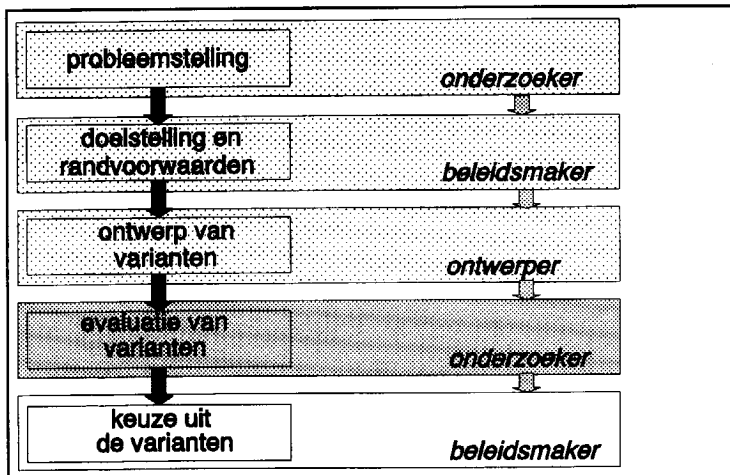 probleemstelling
onderzoeker
doelstelling en
randvoorwaarden
beleidsmaker
ontwerp van
varianten
ontwerper
evaluatie van
varianten
onderzoeker
keuze uit
de varianten
beleidsmaker